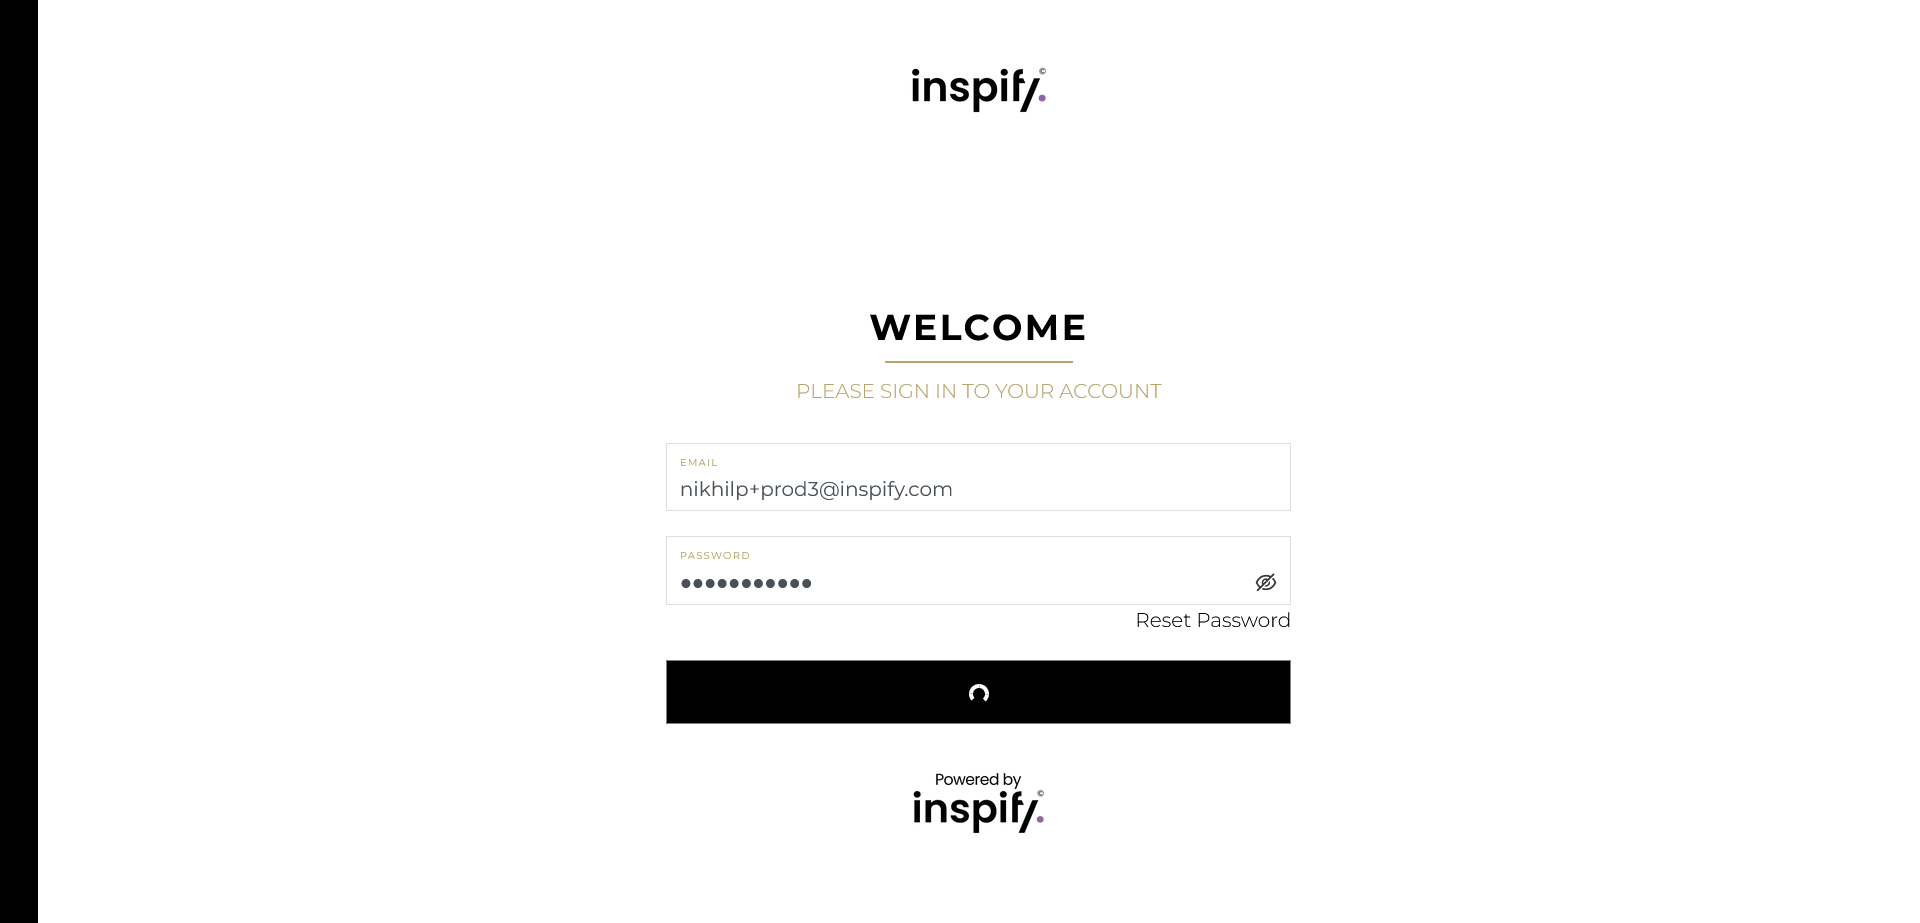 inspify.©
WELCOME
PLEASE SIGN IN TO YOUR ACCOUNT
EMAIL
nikhilp+prod3@inspify.com
PASSWORD
●●●●●●●●●●●
Reset Password
Powered by
inspify.©